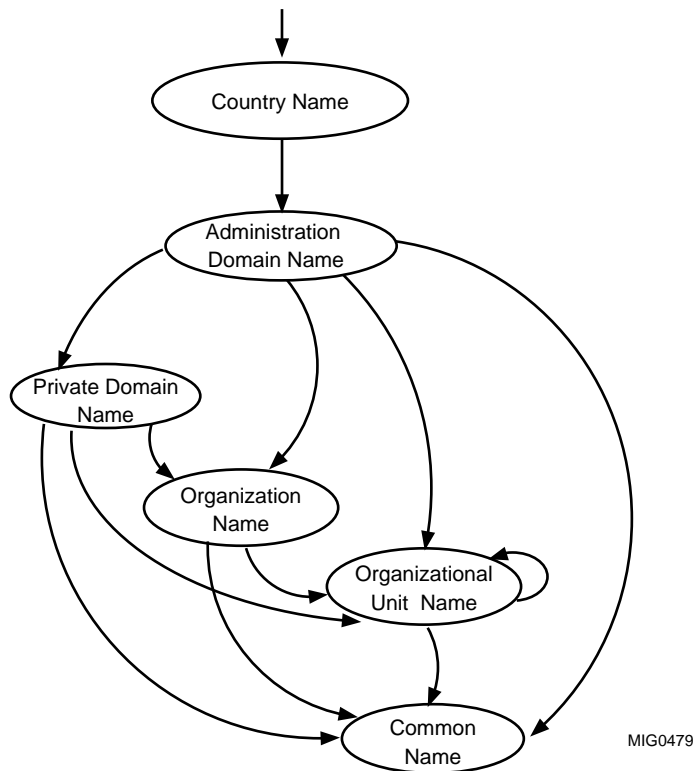 Country Name
Administration
Domain Name
Private Domain
Name
Organization
Name
Organizational
Unit Name
Common
Name
MIG0479